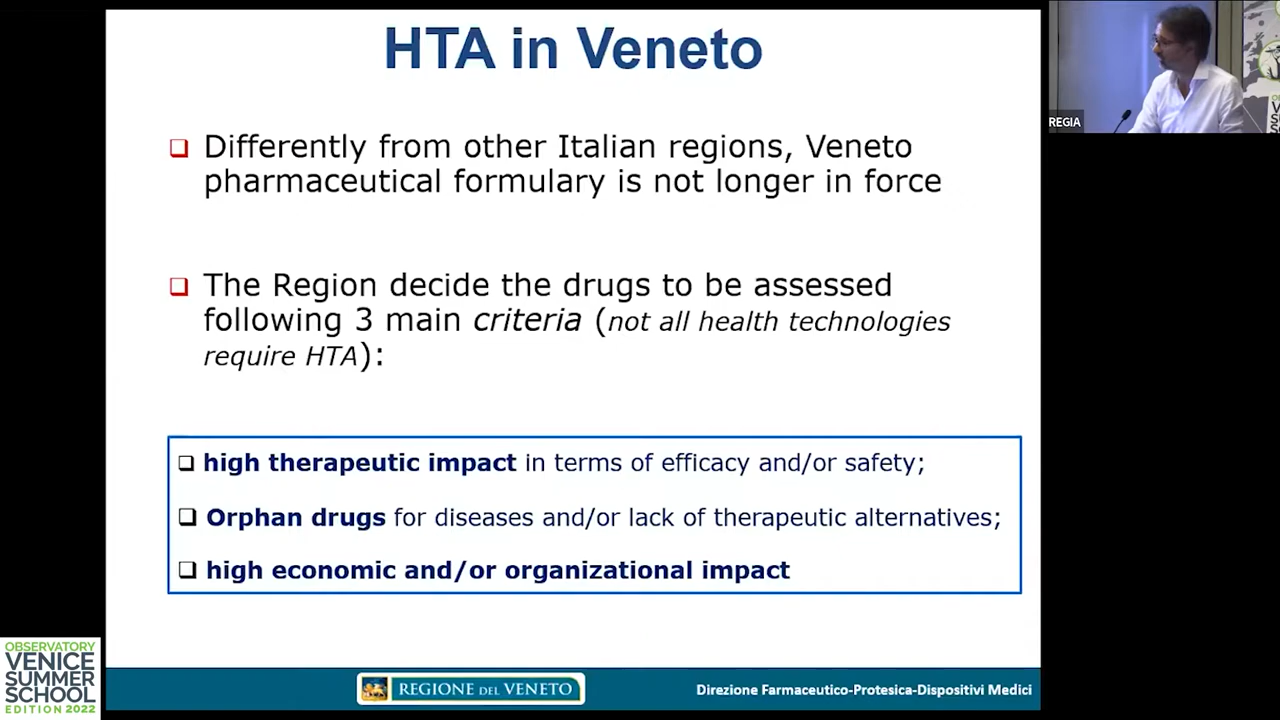 HTA in Veneto
Differently from other Italian regions, Veneto
pharmaceutical formulary is not longer in force
The Region decide the drugs to be assessed
following 3 main criteria (not all health technologies
require HTA):
high therapeutic impact in terms of efficacy and/or safety;
Orphan drugs for diseases and/or lack of therapeutic alternatives;
high economic and/or organizational impact
REGIONE DEL VENETO
Direzione Farmaceutico-Protesica-Dispositivi Medici
REGIA
OBSERVATORY
VENICE
SUMMER
SCHOOL
EDITION 2022